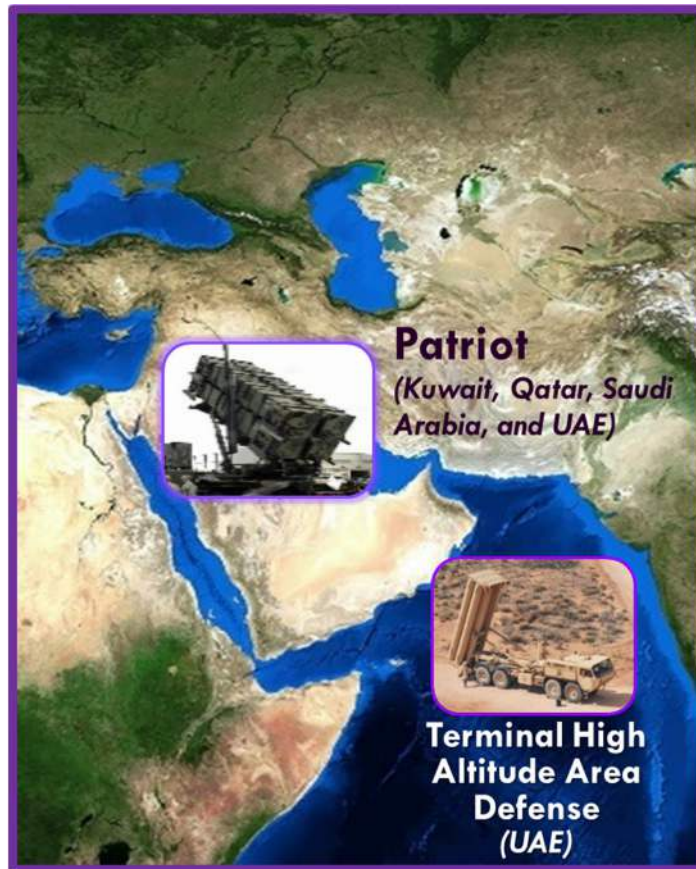 Patriot
(Kuwait, Qatar, Saudi
Arabia, and UAE)
Terminal High
Altitude Area
Defense
(UAE)